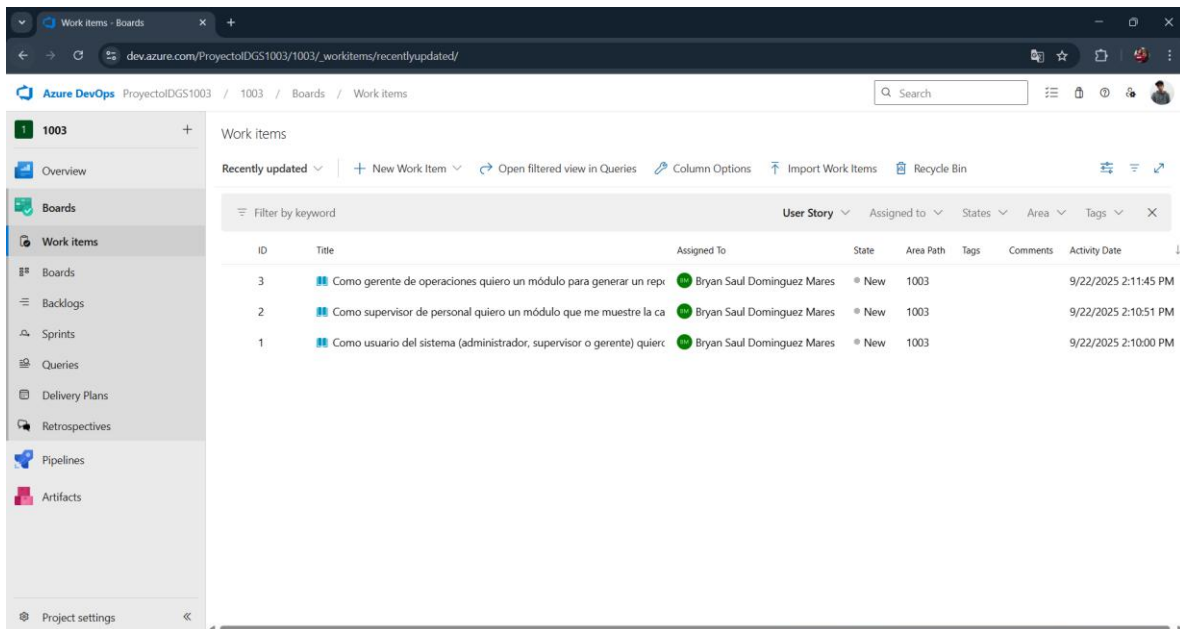 Work items - Boards
dev.azure.com/ProyectoIDGS1003/1003/_workitems/recentlyupdated/
Azure DevOps ProyectoIDGS1003 / 1003 / Boards / Work items Search
1 1003
Work items
Overview
Recently updated New Work Item Open filtered view in Queries Column Options Import Work Items Recycle Bin
Boards
Filter by keyword User Story Assigned to States Area Tags
Work items
ID Title Assigned To State Area Path Tags Comments Activity Date
Boards
3 Como gerente de operaciones quiero un módulo para generar un repo BM Bryan Saul Dominguez Mares New 1003 9/22/2025 2:11:45 PM
Backlogs
2 Como supervisor de personal quiero un módulo que me muestre la ca BM Bryan Saul Dominguez Mares New 1003 9/22/2025 2:10:51 PM
Sprints
1 Como usuario del sistema (administrador, supervisor o gerente) quierc BM Bryan Saul Dominguez Mares New 1003 9/22/2025 2:10:00 PM
Queries
Delivery Plans
Retrospectives
Pipelines
Artifacts
Project settings